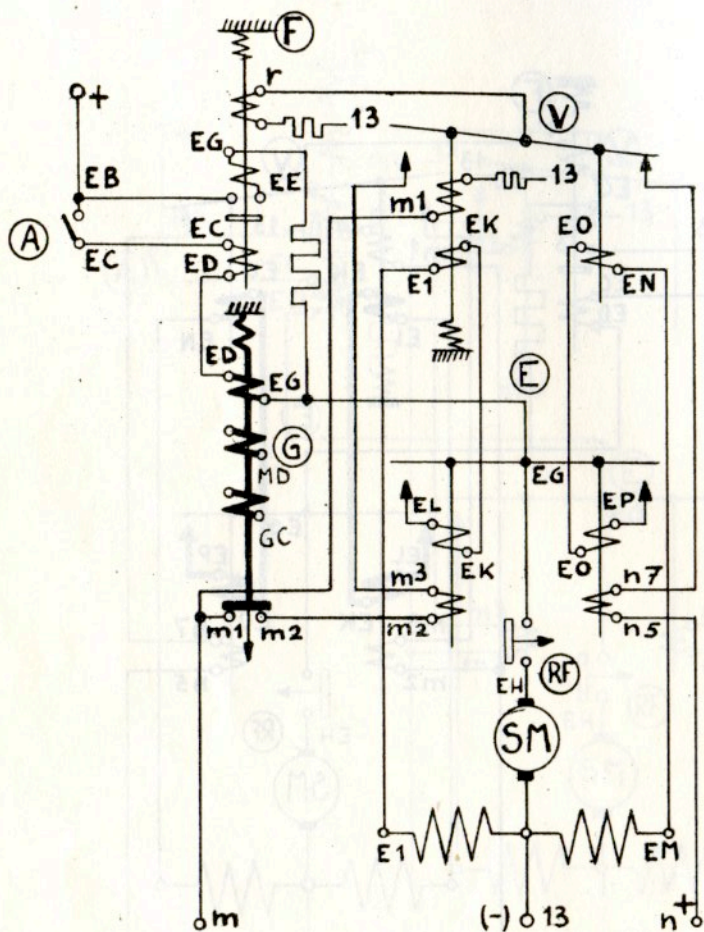 F
r
+
13
V
EG
EB
EE
13
m1
EC
EK
EO
A
EC
ED
E1
EN
ED
EG
E
G
MD
EG
EL
EP
GC
EK
EO
m3
n7
m1 m2
m2
n5
RF
EH
SM
E1
EM
m
(-) 13
n+